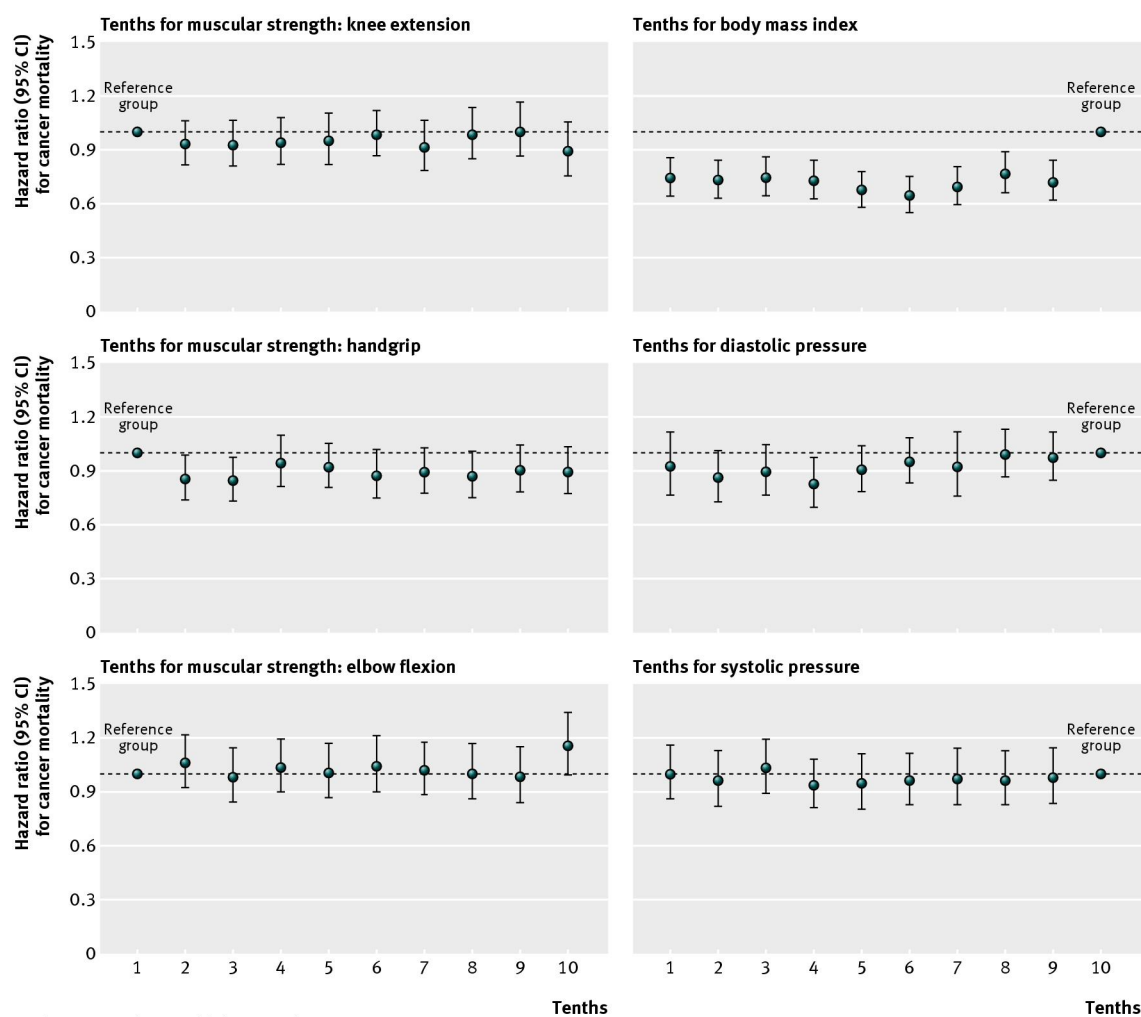 Tenths for muscular strength: knee extension
Hazard ratio (95% CI)
for cancer mortality
1.5
1.2
0.9
0.6
0.3
0
Reference
group
Tenths for body mass index
Reference
group
Tenths for muscular strength: handgrip
Hazard ratio (95% CI)
for cancer mortality
1.5
1.2
0.9
0.6
0.3
0
Reference
group
Tenths for diastolic pressure
Reference
group
Tenths for muscular strength: elbow flexion
Hazard ratio (95% CI)
for cancer mortality
1.5
1.2
0.9
0.6
0.3
0
Reference
group
1 2 3 4 5 6 7 8 9 10
Tenths
Tenths for systolic pressure
Reference
group
1 2 3 4 5 6 7 8 9 10
Tenths